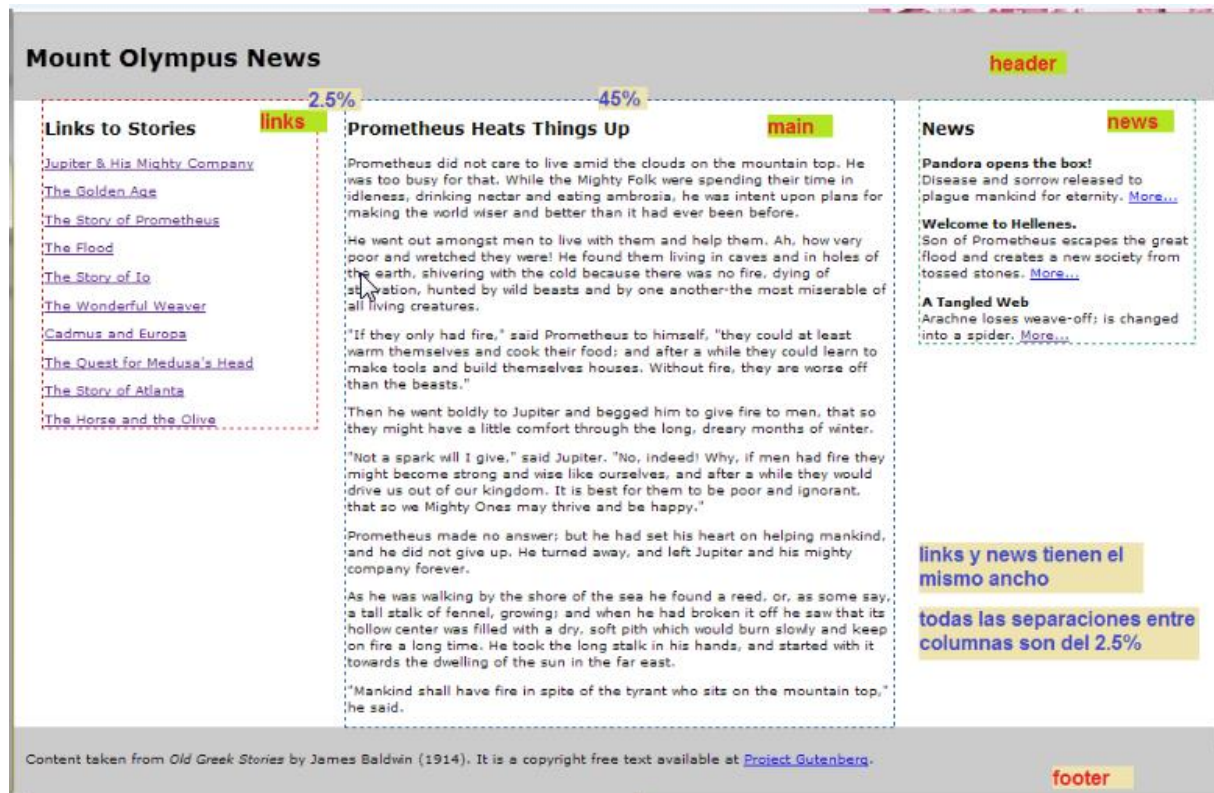 Mount Olympus News
header
2.5%
45%
Links to Stories
links
Jupiter & His Mighty Company
The Golden Age
The Story of Prometheus
The Flood
The Story of Io
The Wonderful Weaver
Cadmus and Europa
The Quest for Medusa's Head
The Story of Atlanta
The Horse and the Olive
Prometheus Heats Things Up
main
Prometheus did not care to live amid the clouds on the mountain top. He
was too busy for that. While the Mighty Folk were spending their time in
idleness, drinking nectar and eating ambrosia, he was intent upon plans for
making the world wiser and better than it had ever been before.
He went out amongst men to live with them and help them. Ah, how very
poor and wretched they were! He found them living in caves and in holes of
the earth, shivering with the cold because there was no fire, dying of
starvation, hunted by wild beasts and by one another-the most miserable of
all living creatures.
"If they only had fire," said Prometheus to himself, "they could at least
warm themselves and cook their food; and after a while they could learn to
make tools and build themselves houses. Without fire, they are worse off
than the beasts."
Then he went boldly to Jupiter and begged him to give fire to men, that so
they might have a little comfort through the long, dreary months of winter.
"Not a spark will I give," said Jupiter. "No, indeed! Why, if men had fire they
might become strong and wise like ourselves, and after a while they would
drive us out of our kingdom. It is best for them to be poor and ignorant,
that so we Mighty Ones may thrive and be happy."
Prometheus made no answer; but he had set his heart on helping mankind,
and he did not give up. He turned away, and left Jupiter and his mighty
company forever.
As he was walking by the shore of the sea he found a reed, or, as some say,
a tall stalk of fennel, growing; and when he had broken it off he saw that its
hollow center was filled with a dry, soft pith which would burn slowly and keep
on fire a long time. He took the long stalk in his hands, and started with it
towards the dwelling of the sun in the far east.
"Mankind shall have fire in spite of the tyrant who sits on the mountain top,"
he said.
News
news
Pandora opens the box!
Disease and sorrow released to
plague mankind for eternity. More...
Welcome to Hellenes.
Son of Prometheus escapes the great
flood and creates a new society from
tossed stones. More...
A Tangled Web
Arachne loses weave-off; is changed
into a spider. More...
links y news tienen el
mismo ancho
todas las separaciones entre
columnas son del 2.5%
Content taken from Old Greek Stories by James Baldwin (1914). It is a copyright free text available at Project Gutenberg.
footer